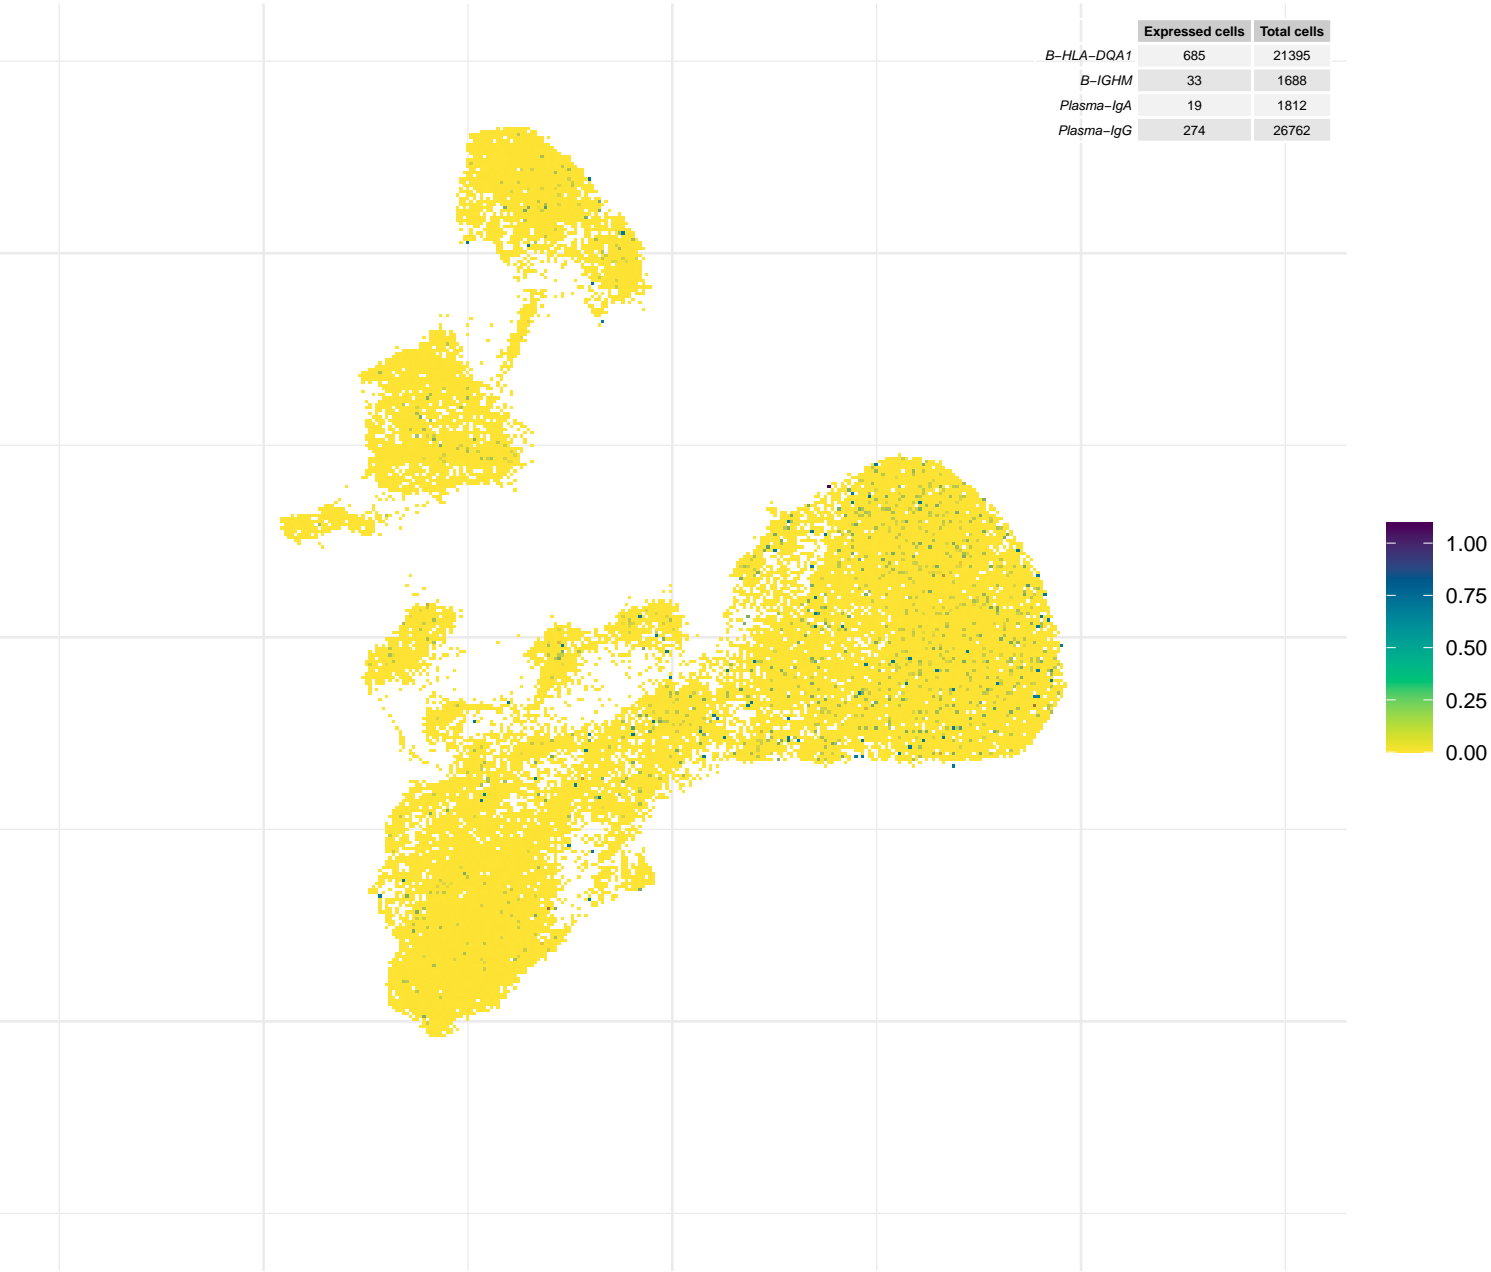 Expressed cells Total cells
B−HLA−DQA1 685 21395
B−IGHM 33 1688
Plasma−IgA 19 1812
Plasma−IgG 274 26762
1.00
0.75
0.50
0.25
0.00